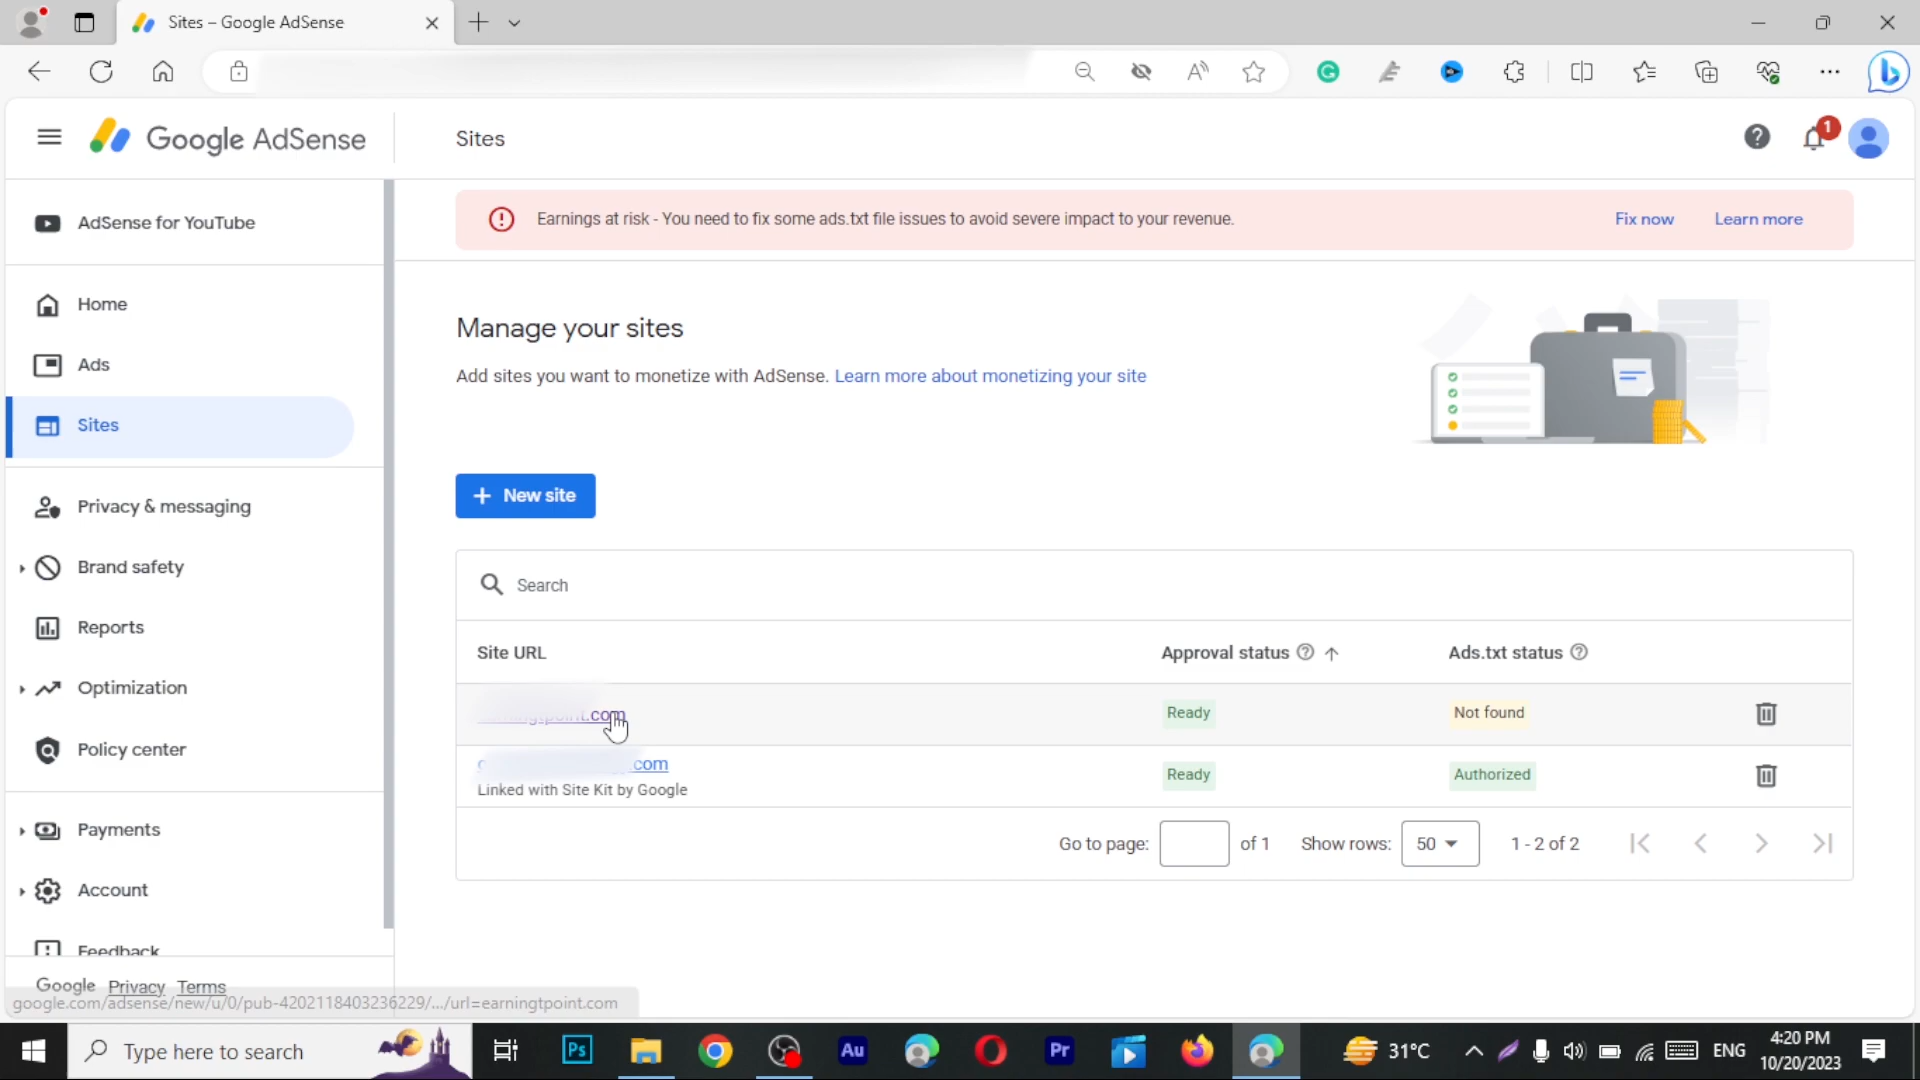 Sites – Google AdSense
Google AdSense
Sites
1
AdSense for YouTube
Earnings at risk - You need to fix some ads.txt file issues to avoid severe impact to your revenue.
Fix now
Learn more
Home
Ads
Sites
Privacy & messaging
Brand safety
Reports
Optimization
Policy center
Payments
Account
Feedback
Google Privacy Terms
google.com/adsense/new/u/0/pub-4202118403236229/.../url=earningtpoint.com
Manage your sites
Add sites you want to monetize with AdSense. Learn more about monetizing your site
+ New site
Search
Site URL
Approval status
Ads.txt status
.com
Ready
Not found
.com
Linked with Site Kit by Google
Ready
Authorized
Go to page:
of 1
Show rows:
50
1 - 2 of 2
Type here to search
Ps
Au
Pr
31°C
ENG
4:20 PM
10/20/2023